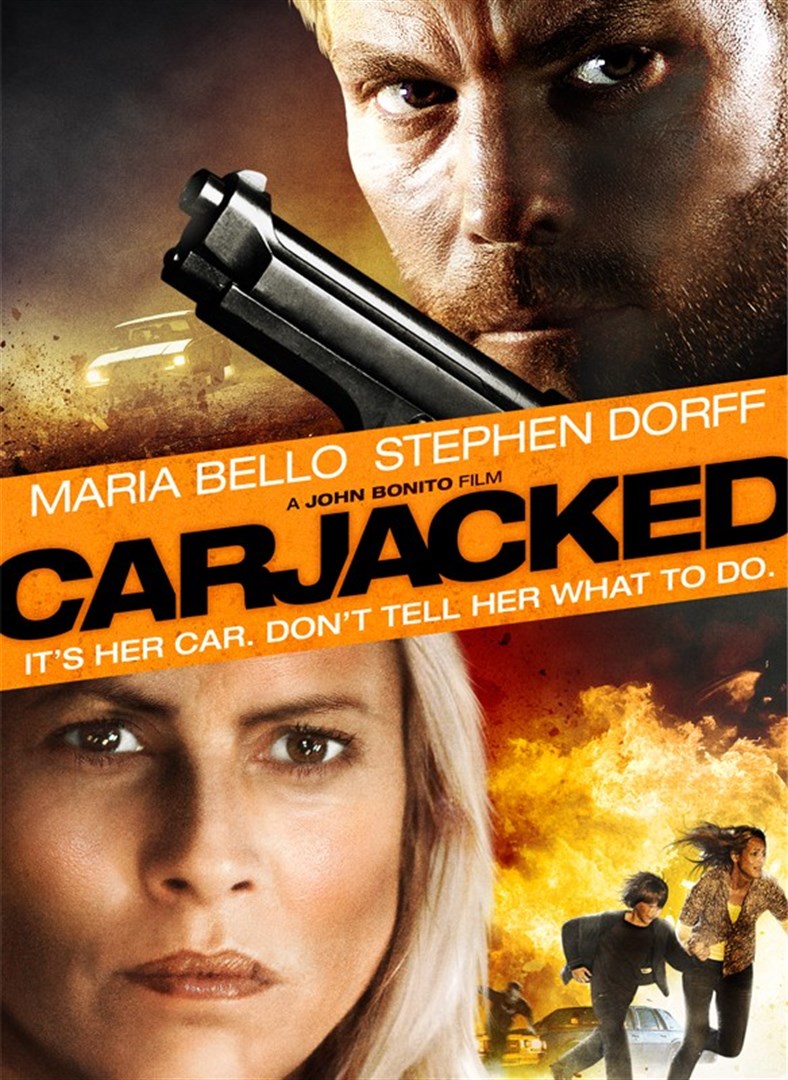 MARIA BELLO STEPHEN DORFF
A JOHN BONITO FILM
CARJACKED
IT'S HER CAR. DON'T TELL HER WHAT TO DO.